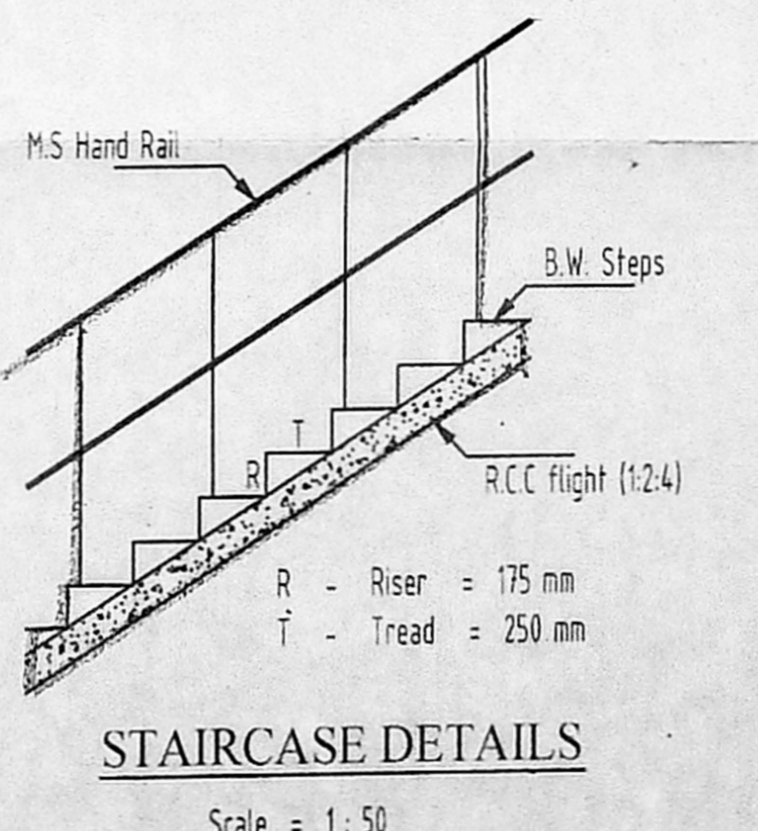 M.S Hand Rail
B.W. Steps
T
R
R.C.C flight (1:2:4)
R - Riser = 175 mm
T - Tread = 250 mm
STAIRCASE DETAILS
Scale = 1 : 50